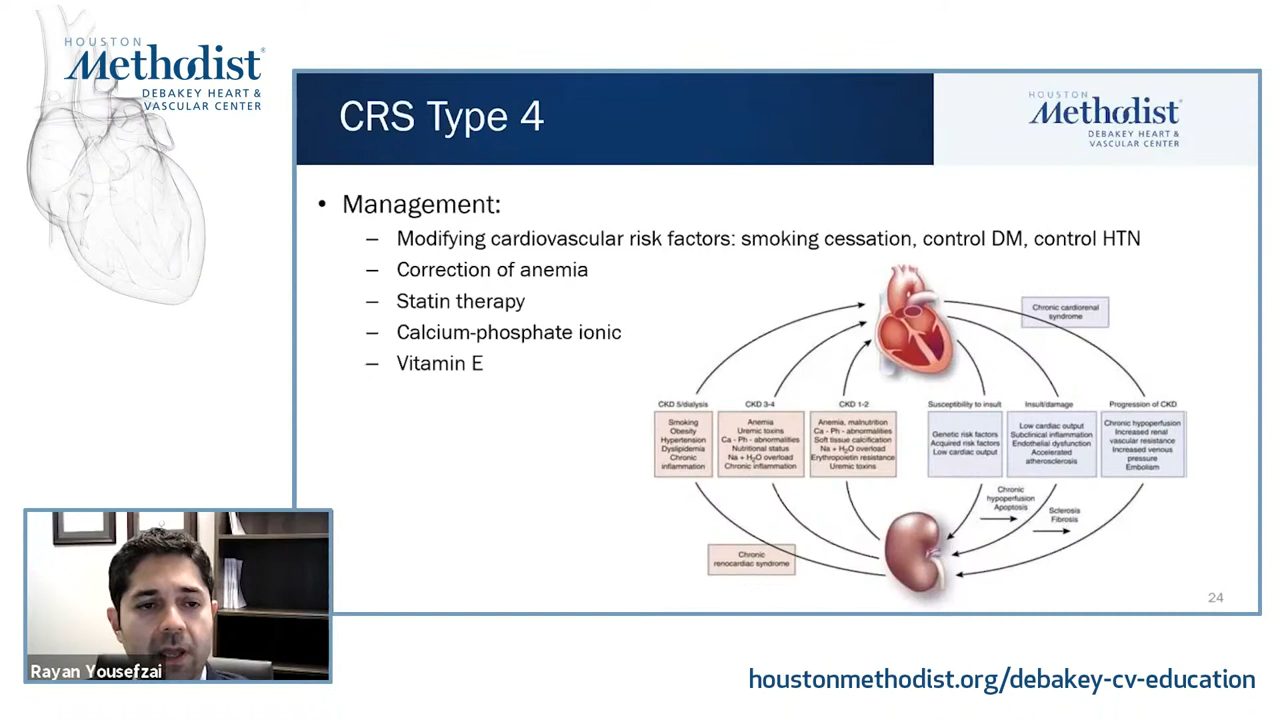 HOUSTON
Methodist®
DEBAKEY HEART &
VASCULAR CENTER
CRS Type 4
HOUSTON
Methodist®
DEBAKEY HEART &
VASCULAR CENTER
• Management:
– Modifying cardiovascular risk factors: smoking cessation, control DM, control HTN
– Correction of anemia
– Statin therapy
– Calcium-phosphate ionic
– Vitamin E
Chronic cardiorenal
syndrome
CKD 5/dialysis
Smoking
Obesity
Hypertension
Dyslipidemia
Chronic
inflammation
CKD 3-4
Anemia
Uremic toxins
Ca - Ph - abnormalities
Nutritional status
Na + H₂O overload
Chronic inflammation
CKD 1-2
Anemia, malnutrition
Ca - Ph - abnormalities
Soft tissue calcification
Na + H₂O overload
Erythropoietin resistance
Uremic toxins
Susceptibility to insult
Genetic risk factors
Acquired risk factors
Low cardiac output
Insult/damage
Low cardiac output
Subclinical inflammation
Endothelial dysfunction
Accelerated
atherosclerosis
Progression of CKD
Chronic hypoperfusion
Increased renal
vascular resistance
Increased venous
pressure
Embolism
Chronic
hypoperfusion
Apoptosis
Sclerosis
Fibrosis
Chronic
renocardiac syndrome
24
Rayan Yousefzai
houstonmethodist.org/debakey-cv-education